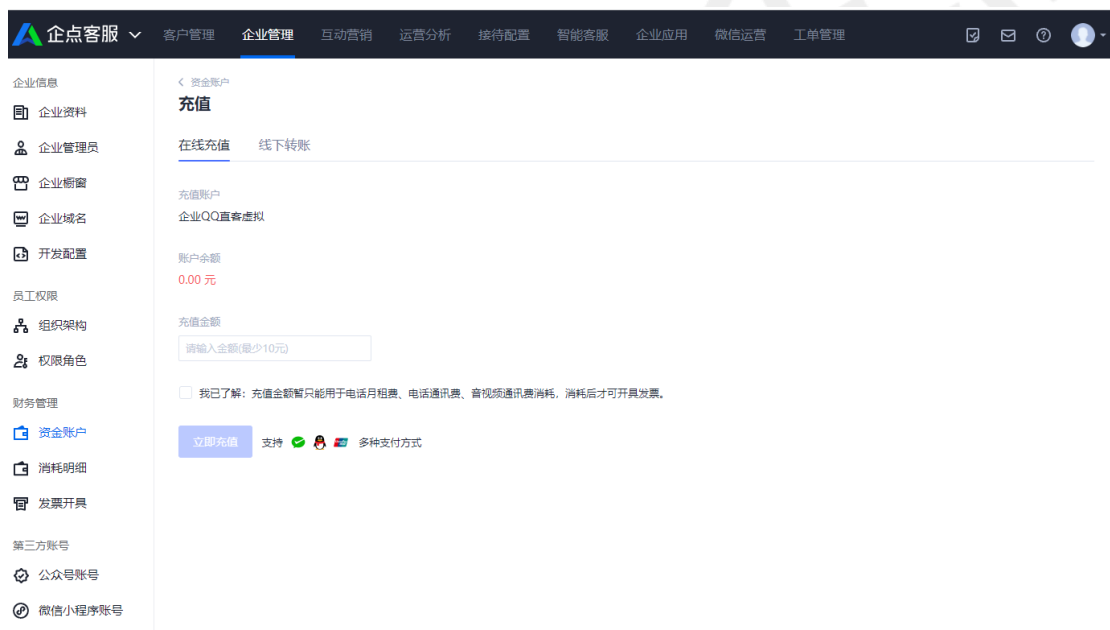 企点客服 客户管理 企业管理 互动营销 运营分析 接待配置 智能客服 企业应用 微信运营 工单管理
企业信息
企业资料
企业管理员
企业橱窗
企业域名
开发配置
员工权限
组织架构
权限角色
财务管理
资金账户
消耗明细
发票开具
第三方账号
公众号账号
微信小程序账号
资金账户
充值
在线充值 线下转账
充值账户
企业QQ直客虚拟
账户余额
0.00 元
充值金额
请输入金额(最少10元)
我已了解：充值金额暂只能用于电话月租费、电话通讯费、音视频通讯费消耗，消耗后才可开具发票。
立即充值 支持 多种支付方式